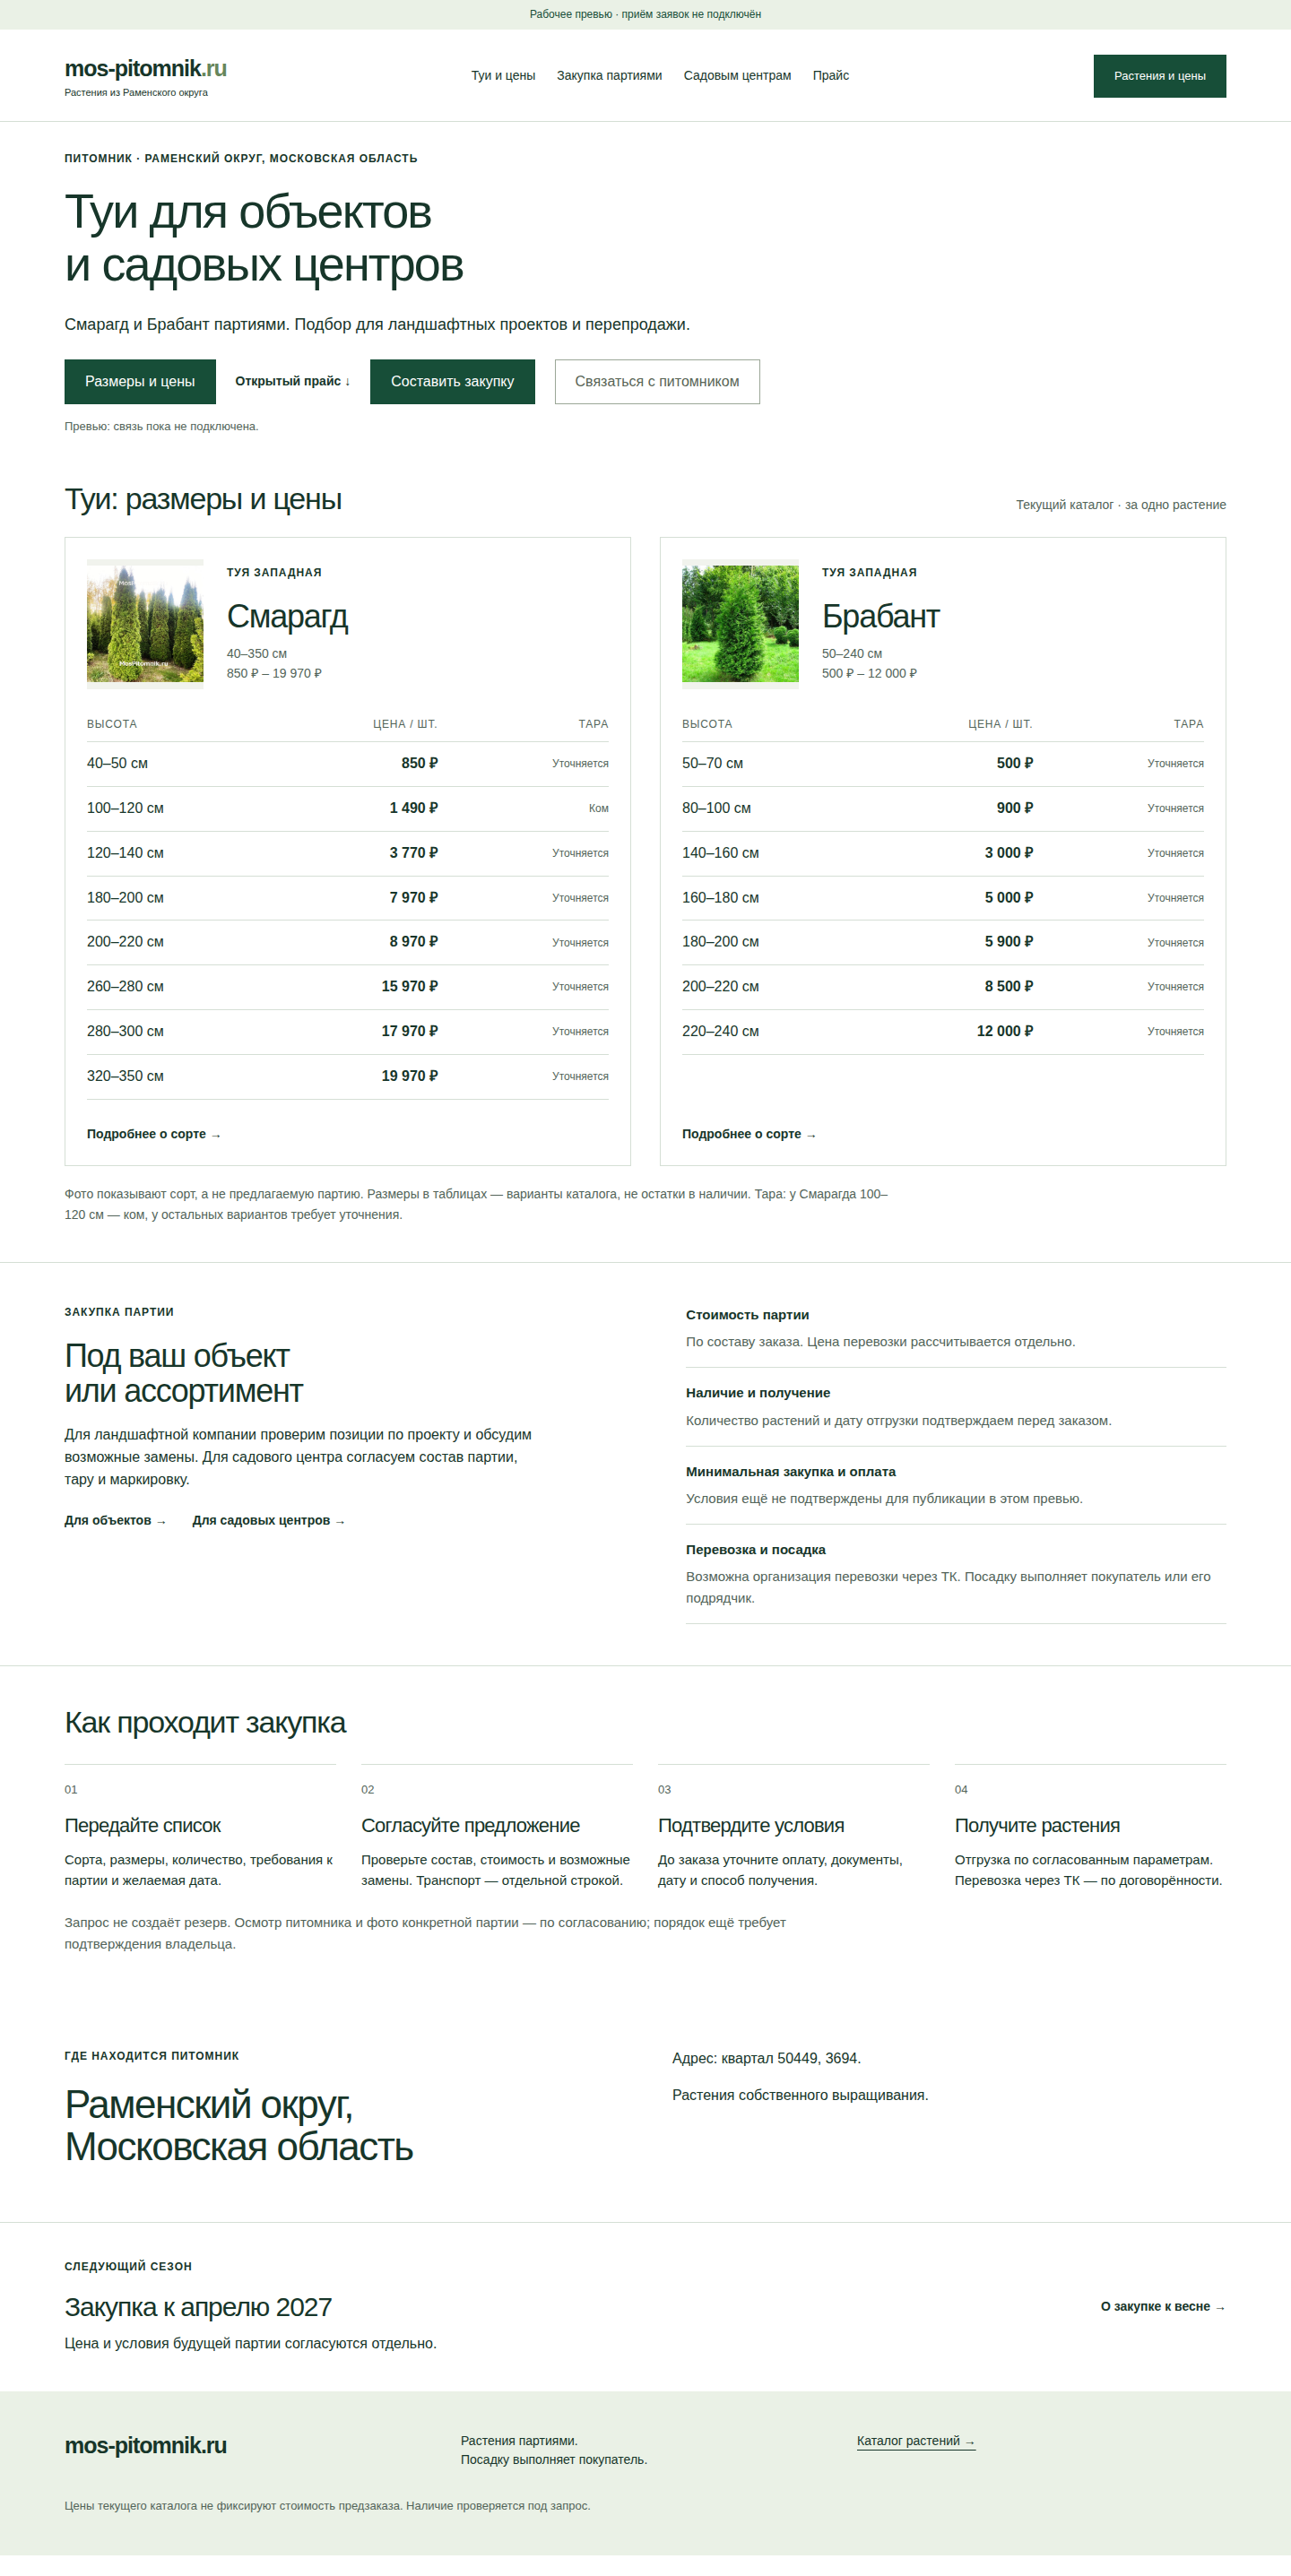 Рабочее превью · приём заявок не подключён
mos-pitomnik.ru
Растения из Раменского округа
Туи и цены
Закупка партиями
Садовым центрам
Прайс
Растения и цены
ПИТОМНИК · РАМЕНСКИЙ ОКРУГ, МОСКОВСКАЯ ОБЛАСТЬ
Туи для объектов
и садовых центров
Смарагд и Брабант партиями. Подбор для ландшафтных проектов и перепродажи.
Размеры и цены
Открытый прайс ↓
Составить закупку
Связаться с питомником
Превью: связь пока не подключена.
Туи: размеры и цены
Текущий каталог · за одно растение
ТУЯ ЗАПАДНАЯ
Смарагд
40–350 см
850 ₽ – 19 970 ₽
ВЫСОТА ЦЕНА / ШТ. ТАРА
40–50 см 850 ₽ Уточняется
100–120 см 1 490 ₽ Ком
120–140 см 3 770 ₽ Уточняется
180–200 см 7 970 ₽ Уточняется
200–220 см 8 970 ₽ Уточняется
260–280 см 15 970 ₽ Уточняется
280–300 см 17 970 ₽ Уточняется
320–350 см 19 970 ₽ Уточняется
Подробнее о сорте →
ТУЯ ЗАПАДНАЯ
Брабант
50–240 см
500 ₽ – 12 000 ₽
ВЫСОТА ЦЕНА / ШТ. ТАРА
50–70 см 500 ₽ Уточняется
80–100 см 900 ₽ Уточняется
140–160 см 3 000 ₽ Уточняется
160–180 см 5 000 ₽ Уточняется
180–200 см 5 900 ₽ Уточняется
200–220 см 8 500 ₽ Уточняется
220–240 см 12 000 ₽ Уточняется
Подробнее о сорте →
Фото показывают сорт, а не предлагаемую партию. Размеры в таблицах — варианты каталога, не остатки в наличии. Тара: у Смарагда 100–
120 см — ком, у остальных вариантов требует уточнения.
ЗАКУПКА ПАРТИИ
Под ваш объект
или ассортимент
Для ландшафтной компании проверим позиции по проекту и обсудим
возможные замены. Для садового центра согласуем состав партии,
тару и маркировку.
Для объектов →
Для садовых центров →
Стоимость партии
По составу заказа. Цена перевозки рассчитывается отдельно.
Наличие и получение
Количество растений и дату отгрузки подтверждаем перед заказом.
Минимальная закупка и оплата
Условия ещё не подтверждены для публикации в этом превью.
Перевозка и посадка
Возможна организация перевозки через ТК. Посадку выполняет покупатель или его
подрядчик.
Как проходит закупка
01
Передайте список
Сорта, размеры, количество, требования к
партии и желаемая дата.
02
Согласуйте предложение
Проверьте состав, стоимость и возможные
замены. Транспорт — отдельной строкой.
03
Подтвердите условия
До заказа уточните оплату, документы,
дату и способ получения.
04
Получите растения
Отгрузка по согласованным параметрам.
Перевозка через ТК — по договорённости.
Запрос не создаёт резерв. Осмотр питомника и фото конкретной партии — по согласованию; порядок ещё требует
подтверждения владельца.
ГДЕ НАХОДИТСЯ ПИТОМНИК
Раменский округ,
Московская область
Адрес: квартал 50449, 3694.
Растения собственного выращивания.
СЛЕДУЮЩИЙ СЕЗОН
Закупка к апрелю 2027
Цена и условия будущей партии согласуются отдельно.
О закупке к весне →
mos-pitomnik.ru
Растения партиями.
Посадку выполняет покупатель.
Каталог растений →
Цены текущего каталога не фиксируют стоимость предзаказа. Наличие проверяется под запрос.